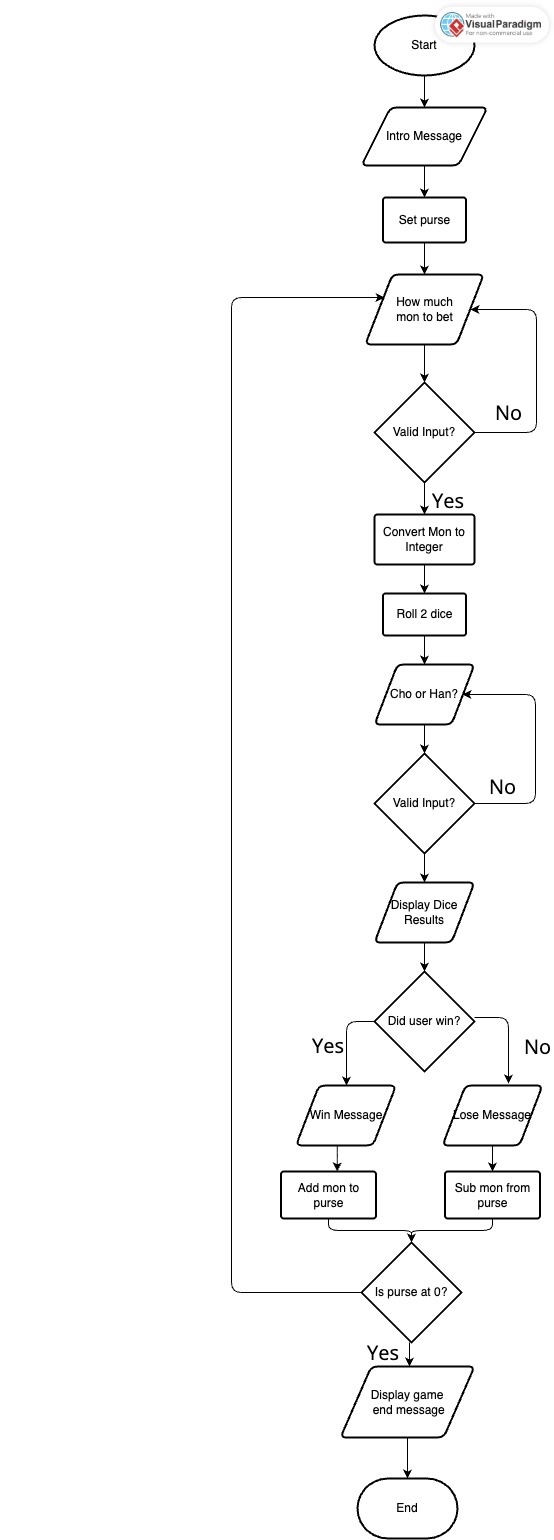 Made with
VisualParadigm
For non-commercial use
Start
Intro Message
Set purse
How much
mon to bet
Valid Input?
No
Yes
Convert Mon to
Integer
Roll 2 dice
Cho or Han?
Valid Input?
No
Display Dice
Results
Did user win?
Yes
No
Win Message
Lose Message
Add mon to
purse
Sub mon from
purse
Is purse at 0?
Yes
Display game
end message
End